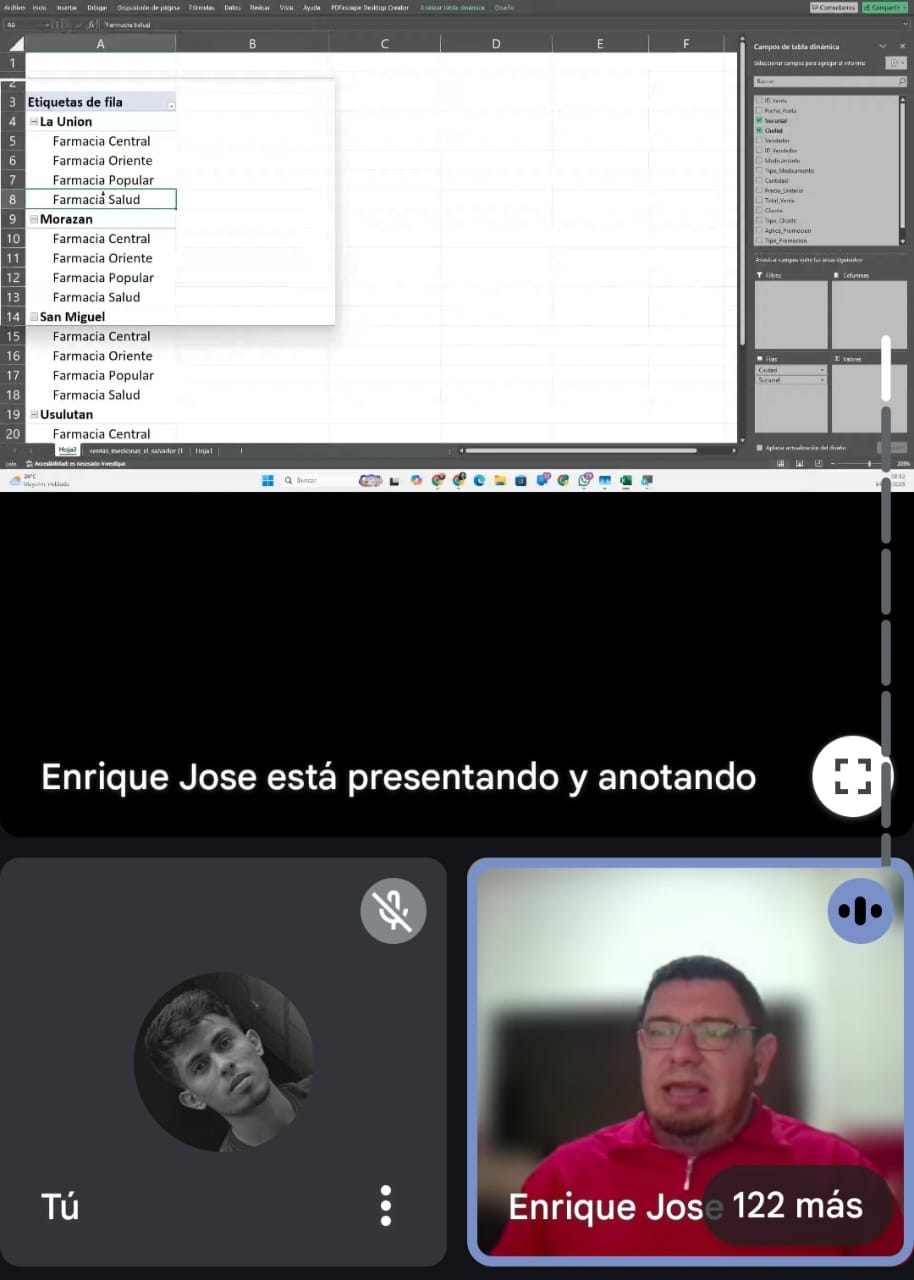 Archivo Inicio Insertar Dibujar Disposición de página Fórmulas Datos Revisar Vista Ayuda PDFescape Desktop Creator Analizar tabla dinámica Diseño
Comentarios Compartir
A8 fx Farmacia Salud
A B C D E F
1
2
3 Etiquetas de fila
4 La Union
5 Farmacia Central
6 Farmacia Oriente
7 Farmacia Popular
8 Farmacia Salud
9 Morazan
10 Farmacia Central
11 Farmacia Oriente
12 Farmacia Popular
13 Farmacia Salud
14 San Miguel
15 Farmacia Central
16 Farmacia Oriente
17 Farmacia Popular
18 Farmacia Salud
19 Usulutan
20 Farmacia Central
Hoja2 ventas_medicinas_el_salvador (1 Hoja1
Campos de tabla dinámica
Seleccionar campos para agregar al informe:
Buscar
ID_Venta
Fecha_Venta
Sucursal
Ciudad
Vendedor
ID_Vendedor
Medicamento
Tipo_Medicamento
Cantidad
Precio_Unitario
Total_Venta
Cliente
Tipo_Cliente
Aplica_Promocion
Tipo_Promocion
Arrastrar campos entre las áreas siguientes:
Filtros Columnas
Filas Σ Valores
Ciudad
Sucursal
Aplazar actualización del diseño
Listo Accesibilidad: es necesario investigar
26°C
Mayorm. nublado
Buscar
Enrique Jose está presentando y anotando
Tú
Enrique Jose 122 más